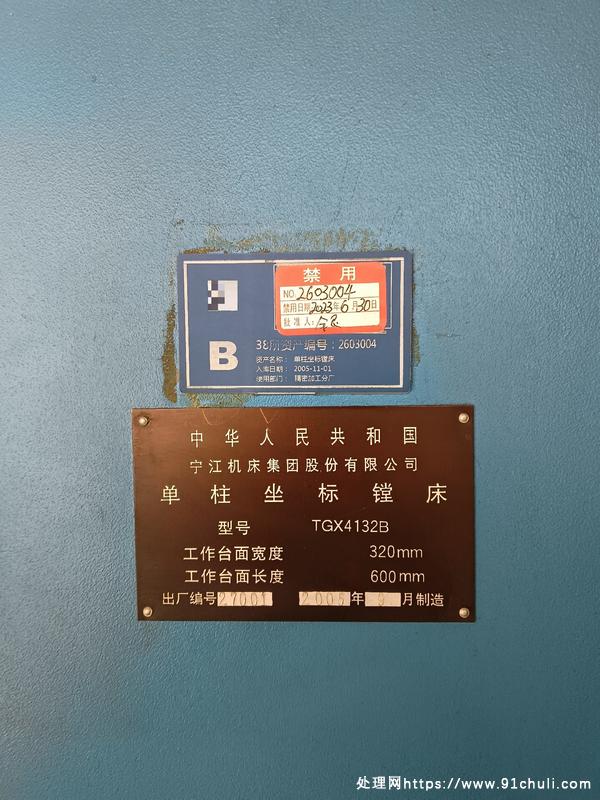 禁用
NO 2603004
禁用日期 2023年6月30日
批准人:
B
38所资产编号:2603004
资产名称: 单柱坐标镗床
入库日期: 2005-11-01
使用部门: 精密加工分厂
中华人民共和国
宁江机床集团股份有限公司
单柱坐标镗床
型号 TGX4132B
工作台面宽度 320mm
工作台面长度 600mm
出厂编号 27001 2005年 9月制造
处理网https://www.91chuli.com